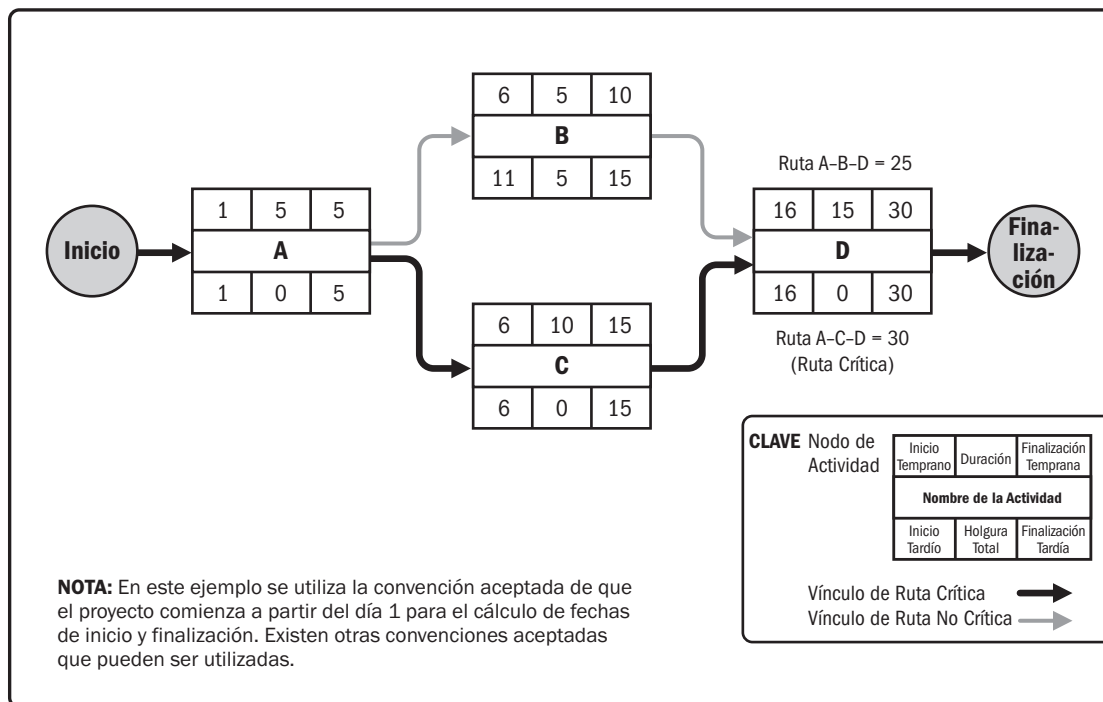 6 5 10
B
11 5 15
Ruta A–B–D = 25
1 5 5
A
1 0 5
16 15 30
D
16 0 30
Inicio
Fina-
liza-
ción
6 10 15
C
6 0 15
Ruta A–C–D = 30
(Ruta Crítica)
CLAVE Nodo de
Actividad
Inicio
Temprano
Duración
Finalización
Temprana
Nombre de la Actividad
Inicio
Tardío
Holgura
Total
Finalización
Tardía
Vínculo de Ruta Crítica
Vínculo de Ruta No Crítica
NOTA: En este ejemplo se utiliza la convención aceptada de que
el proyecto comienza a partir del día 1 para el cálculo de fechas
de inicio y finalización. Existen otras convenciones aceptadas
que pueden ser utilizadas.